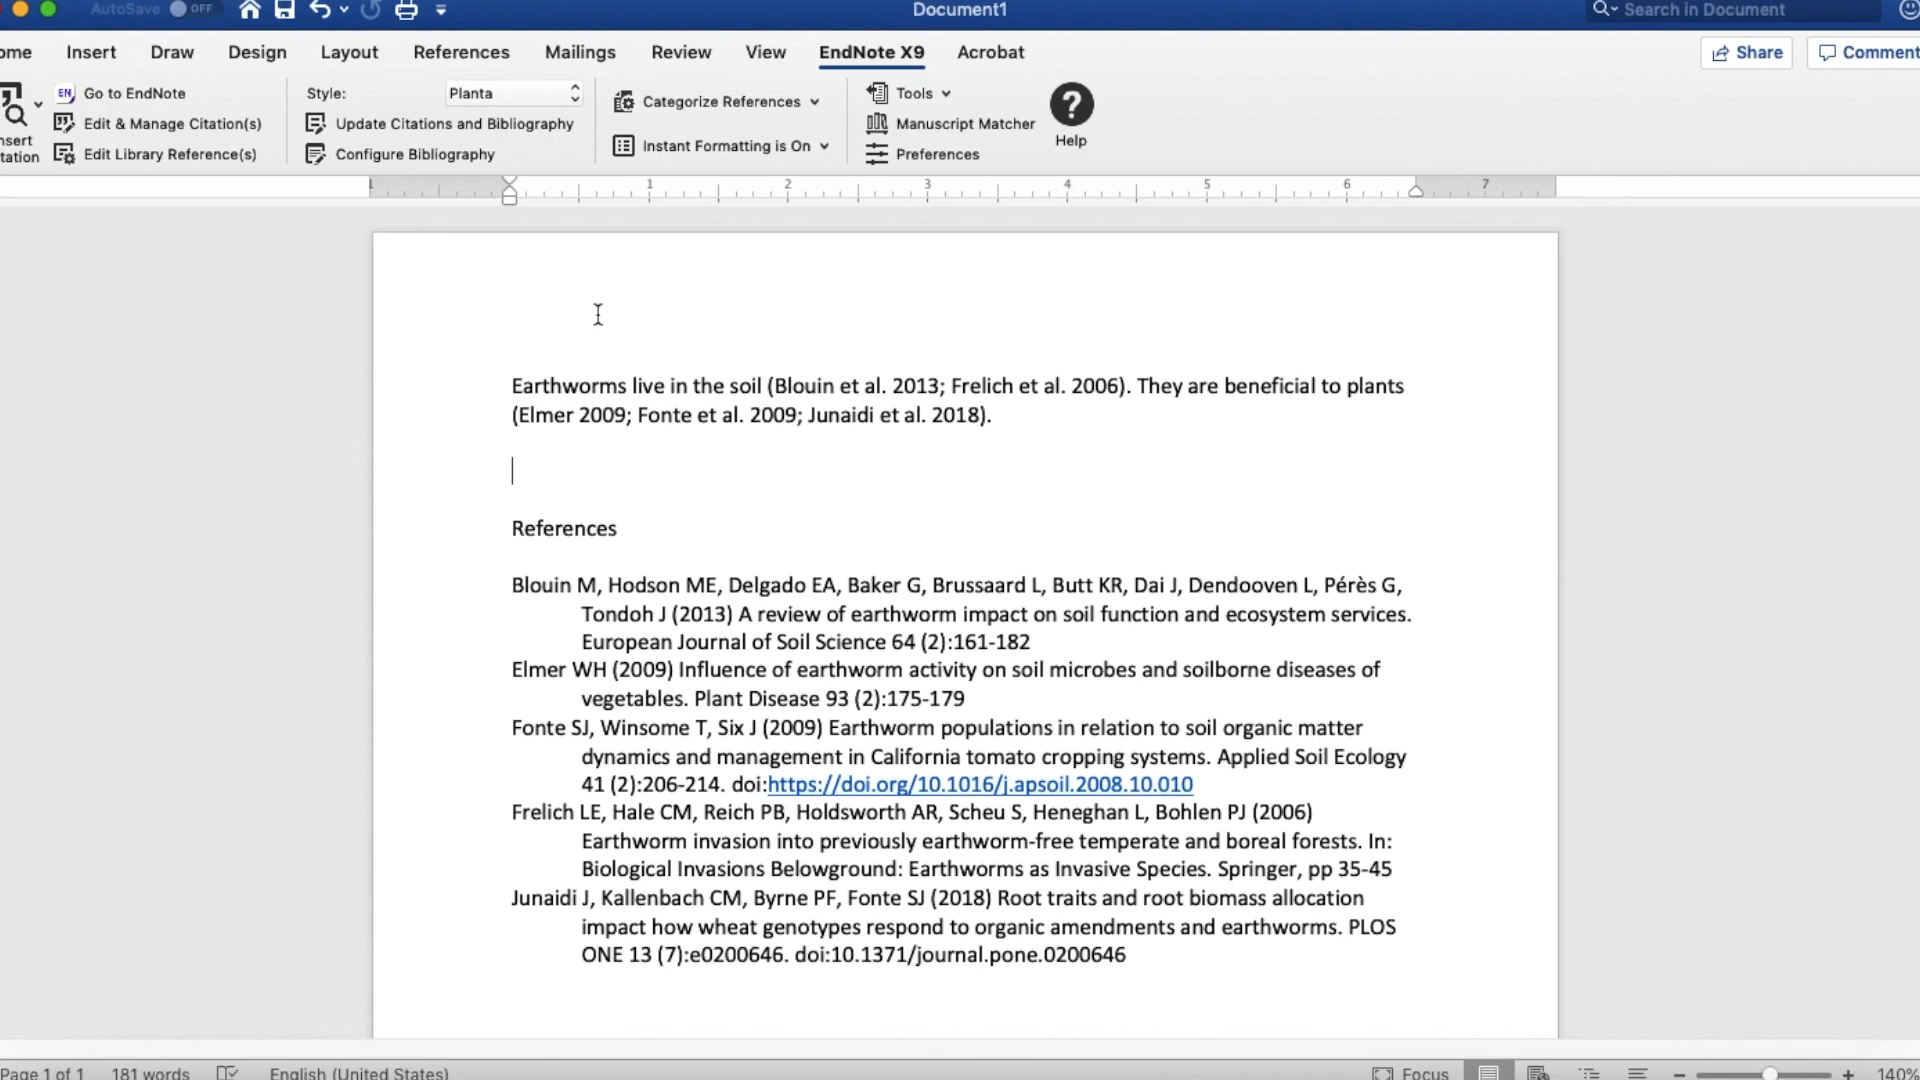 AutoSave OFF
Document1
Search in Document
Insert Draw Design Layout References Mailings Review View EndNote X9 Acrobat
Share
Go to EndNote
Edit & Manage Citation(s)
Edit Library Reference(s)
Style: Planta
Update Citations and Bibliography
Configure Bibliography
Categorize References
Instant Formatting is On
Tools
Manuscript Matcher
Preferences
Help
1 1 2 3 4 5 6 7
Earthworms live in the soil (Blouin et al. 2013; Frelich et al. 2006). They are beneficial to plants
(Elmer 2009; Fonte et al. 2009; Junaidi et al. 2018).
References
Blouin M, Hodson ME, Delgado EA, Baker G, Brussaard L, Butt KR, Dai J, Dendooven L, Pérès G,
Tondoh J (2013) A review of earthworm impact on soil function and ecosystem services.
European Journal of Soil Science 64 (2):161-182
Elmer WH (2009) Influence of earthworm activity on soil microbes and soilborne diseases of
vegetables. Plant Disease 93 (2):175-179
Fonte SJ, Winsome T, Six J (2009) Earthworm populations in relation to soil organic matter
dynamics and management in California tomato cropping systems. Applied Soil Ecology
41 (2):206-214. doi:https://doi.org/10.1016/j.apsoil.2008.10.010
Frelich LE, Hale CM, Reich PB, Holdsworth AR, Scheu S, Heneghan L, Bohlen PJ (2006)
Earthworm invasion into previously earthworm-free temperate and boreal forests. In:
Biological Invasions Belowground: Earthworms as Invasive Species. Springer, pp 35-45
Junaidi J, Kallenbach CM, Byrne PF, Fonte SJ (2018) Root traits and root biomass allocation
impact how wheat genotypes respond to organic amendments and earthworms. PLOS
ONE 13 (7):e0200646. doi:10.1371/journal.pone.0200646
Page 1 of 1 181 words English (United States) Focus 140%